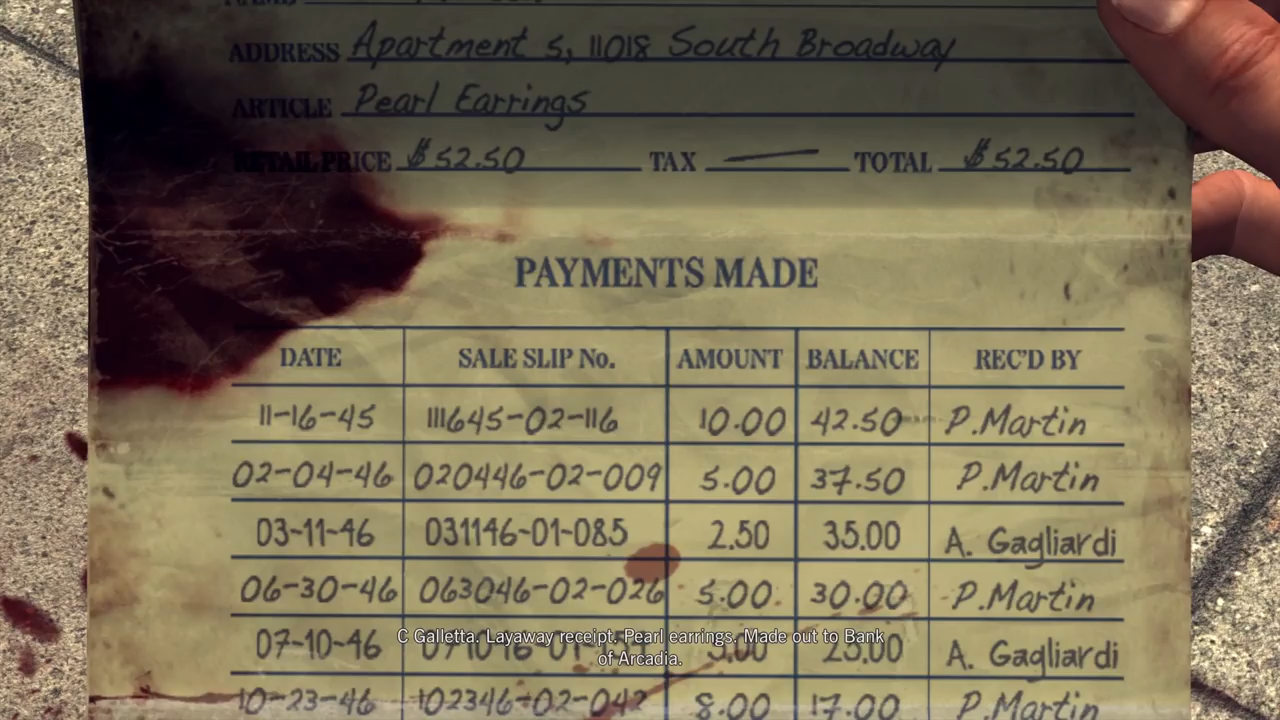 NAME
ADDRESS Apartment 5, 11018 South Broadway
ARTICLE Pearl Earrings
RETAIL PRICE $52.50 TAX — TOTAL $52.50
PAYMENTS MADE
DATE SALE SLIP No. AMOUNT BALANCE REC'D BY
11-16-45 111645-02-116 10.00 42.50 P.Martin
02-04-46 020446-02-009 5.00 37.50 P.Martin
03-11-46 031146-01-085 2.50 35.00 A. Gagliardi
06-30-46 063046-02-026 5.00 30.00 P.Martin
07-10-46 5.00 25.00 A. Gagliardi
C Galletta. Layaway receipt. Pearl earrings. Made out to Bank
of Arcadia.
10-23-46 102346-02-042 8.00 17.00 P.Martin